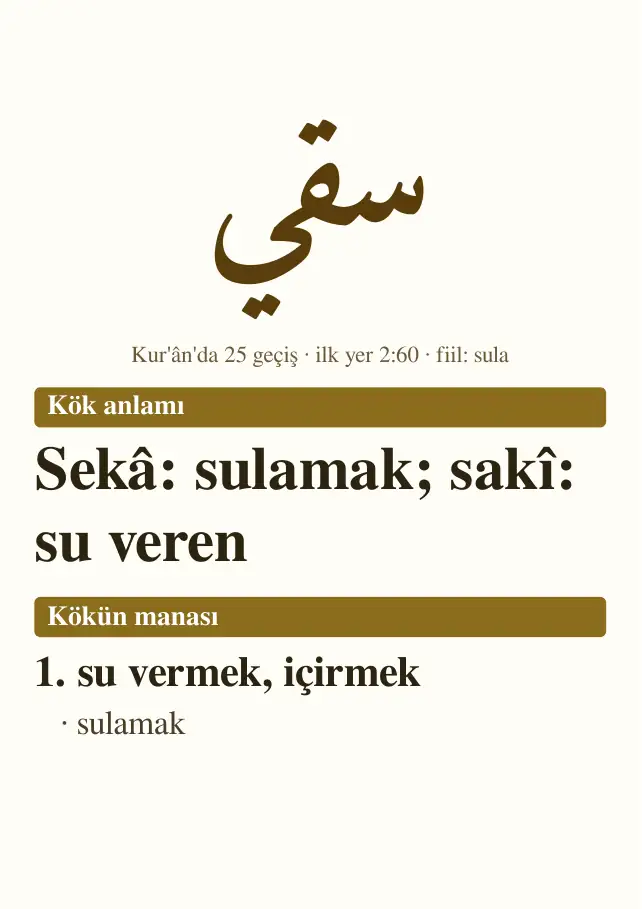 سقي
Kur'ân'da 25 geçiş · ilk yer 2:60 · fiil: sula
Kök anlamı
Sekâ: sulamak; sakî:
su veren
Kökün manası
1. su vermek, içirmek
· sulamak